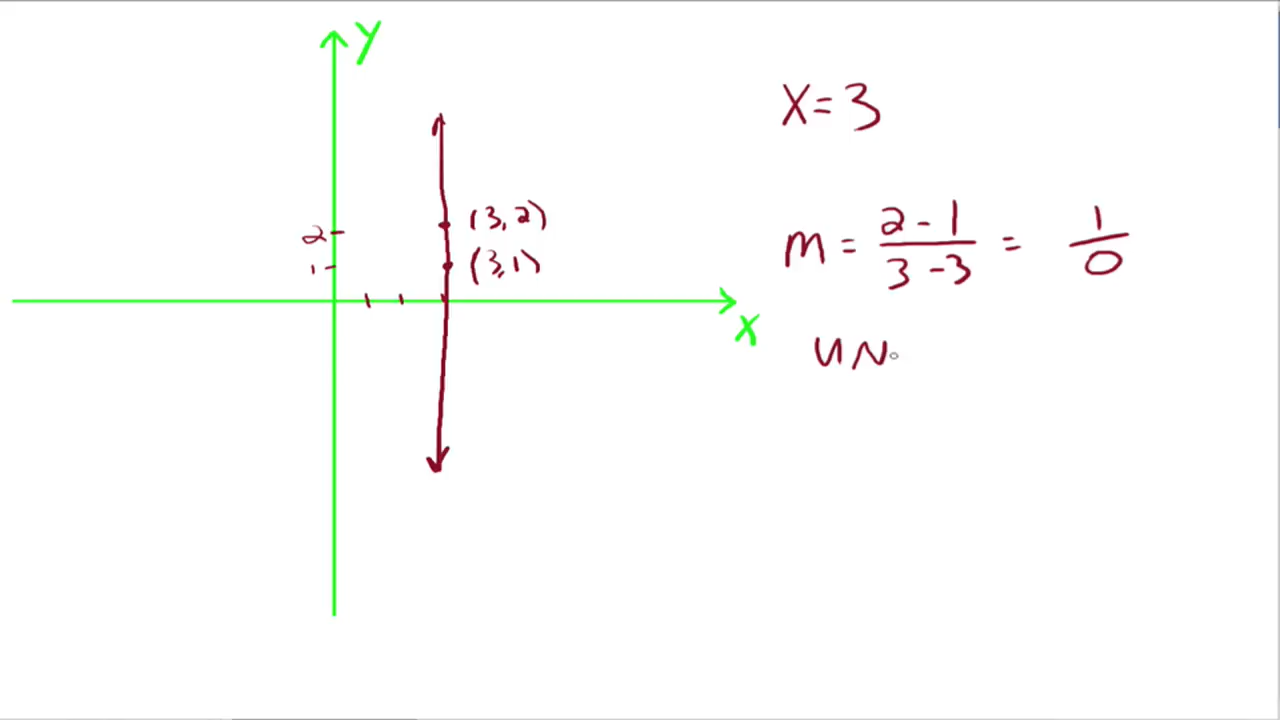 y
X=3
(3,2)
2
(3,1)
1
m = 2-1/3-3 = 1/0
x
UN